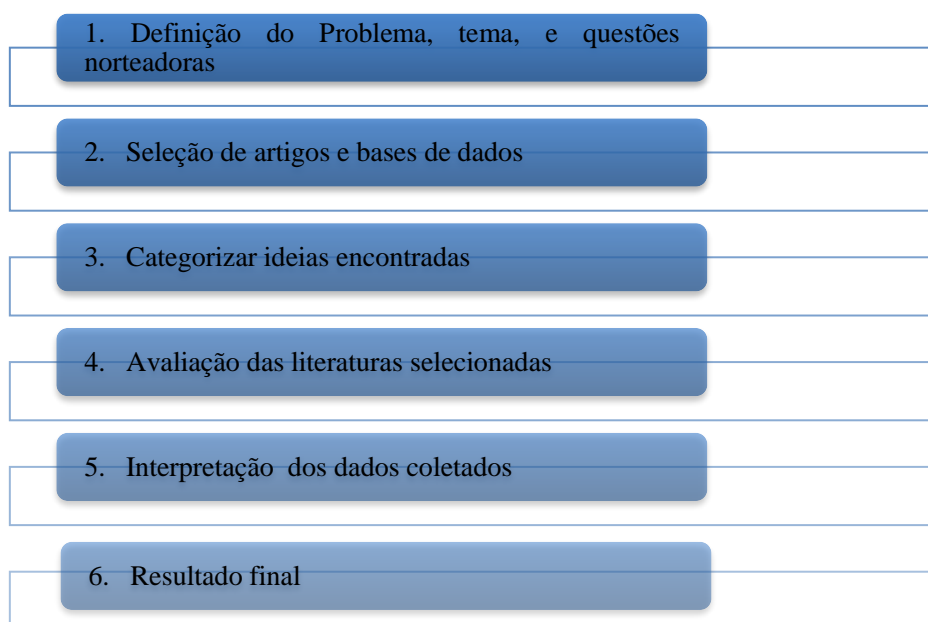 1. Definição do Problema, tema, e questões
norteadoras
2. Seleção de artigos e bases de dados
3. Categorizar ideias encontradas
4. Avaliação das literaturas selecionadas
5. Interpretação dos dados coletados
6. Resultado final